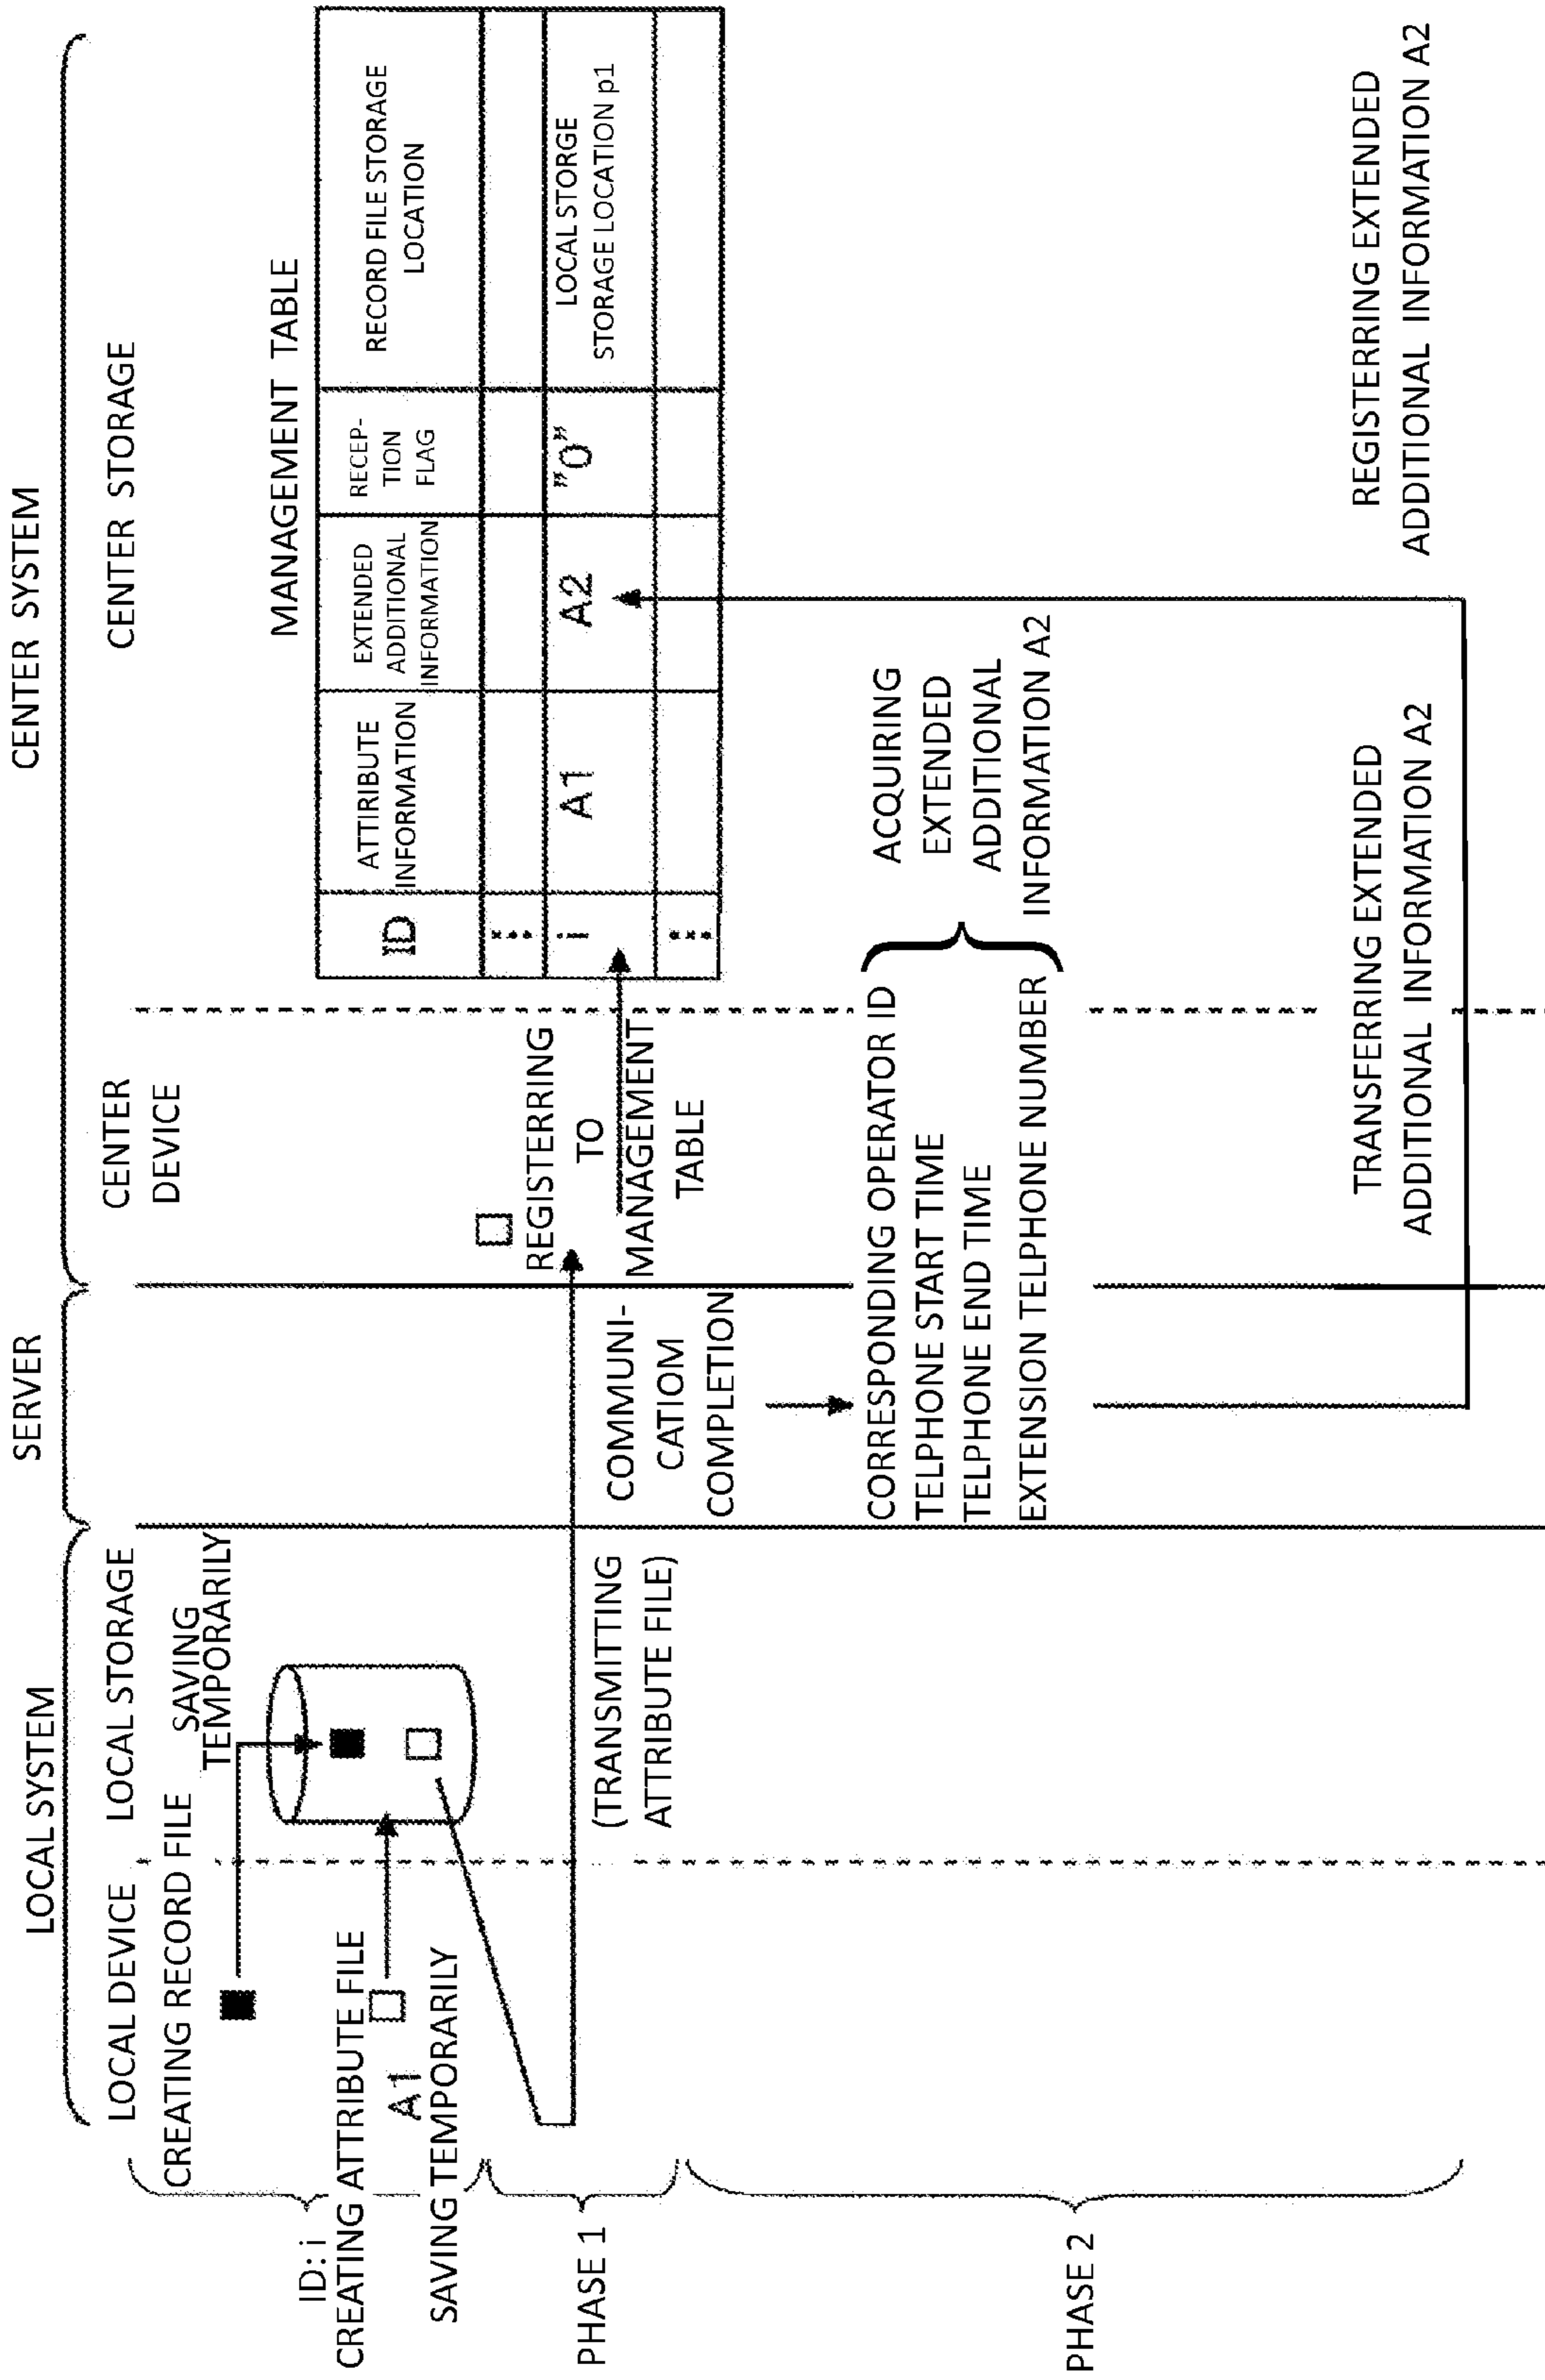 LOCAL SYSTEM
SERVER
CENTER SYSTEM
LOCAL DEVICE
LOCAL STORAGE
CENTER
DEVICE
CENTER STORAGE
CREATING RECORD FILE
SAVING
TEMPORARILY
ID: i
CREATING ATTRIBUTE FILE
A1
SAVING TEMPORARILY
MANAGEMENT TABLE
ID
ATTIRIBUTE
INFORMATION
EXTENDED
ADDITIONAL
INFORMATION
RECEP-
TION
FLAG
RECORD FILE STORAGE
LOCATION
⋮
i
A1
A2
"0"
LOCAL STORGE
STORAGE LOCATION p1
⋮
PHASE 1
(TRANSMITTING
ATTRIBUTE FILE)
REGISTERRING
TO
MANAGEMENT
TABLE
PHASE 2
COMMUNI-
CATIOM
COMPLETION
CORRESPONDING OPERATOR ID
TELPHONE START TIME
TELPHONE END TIME
EXTENSION TELPHONE NUMBER
ACQUIRING
EXTENDED
ADDITIONAL
INFORMATION A2
TRANSFERRING EXTENDED
ADDITIONAL INFORMATION A2
REGISTERRING EXTENDED
ADDITIONAL INFORMATION A2